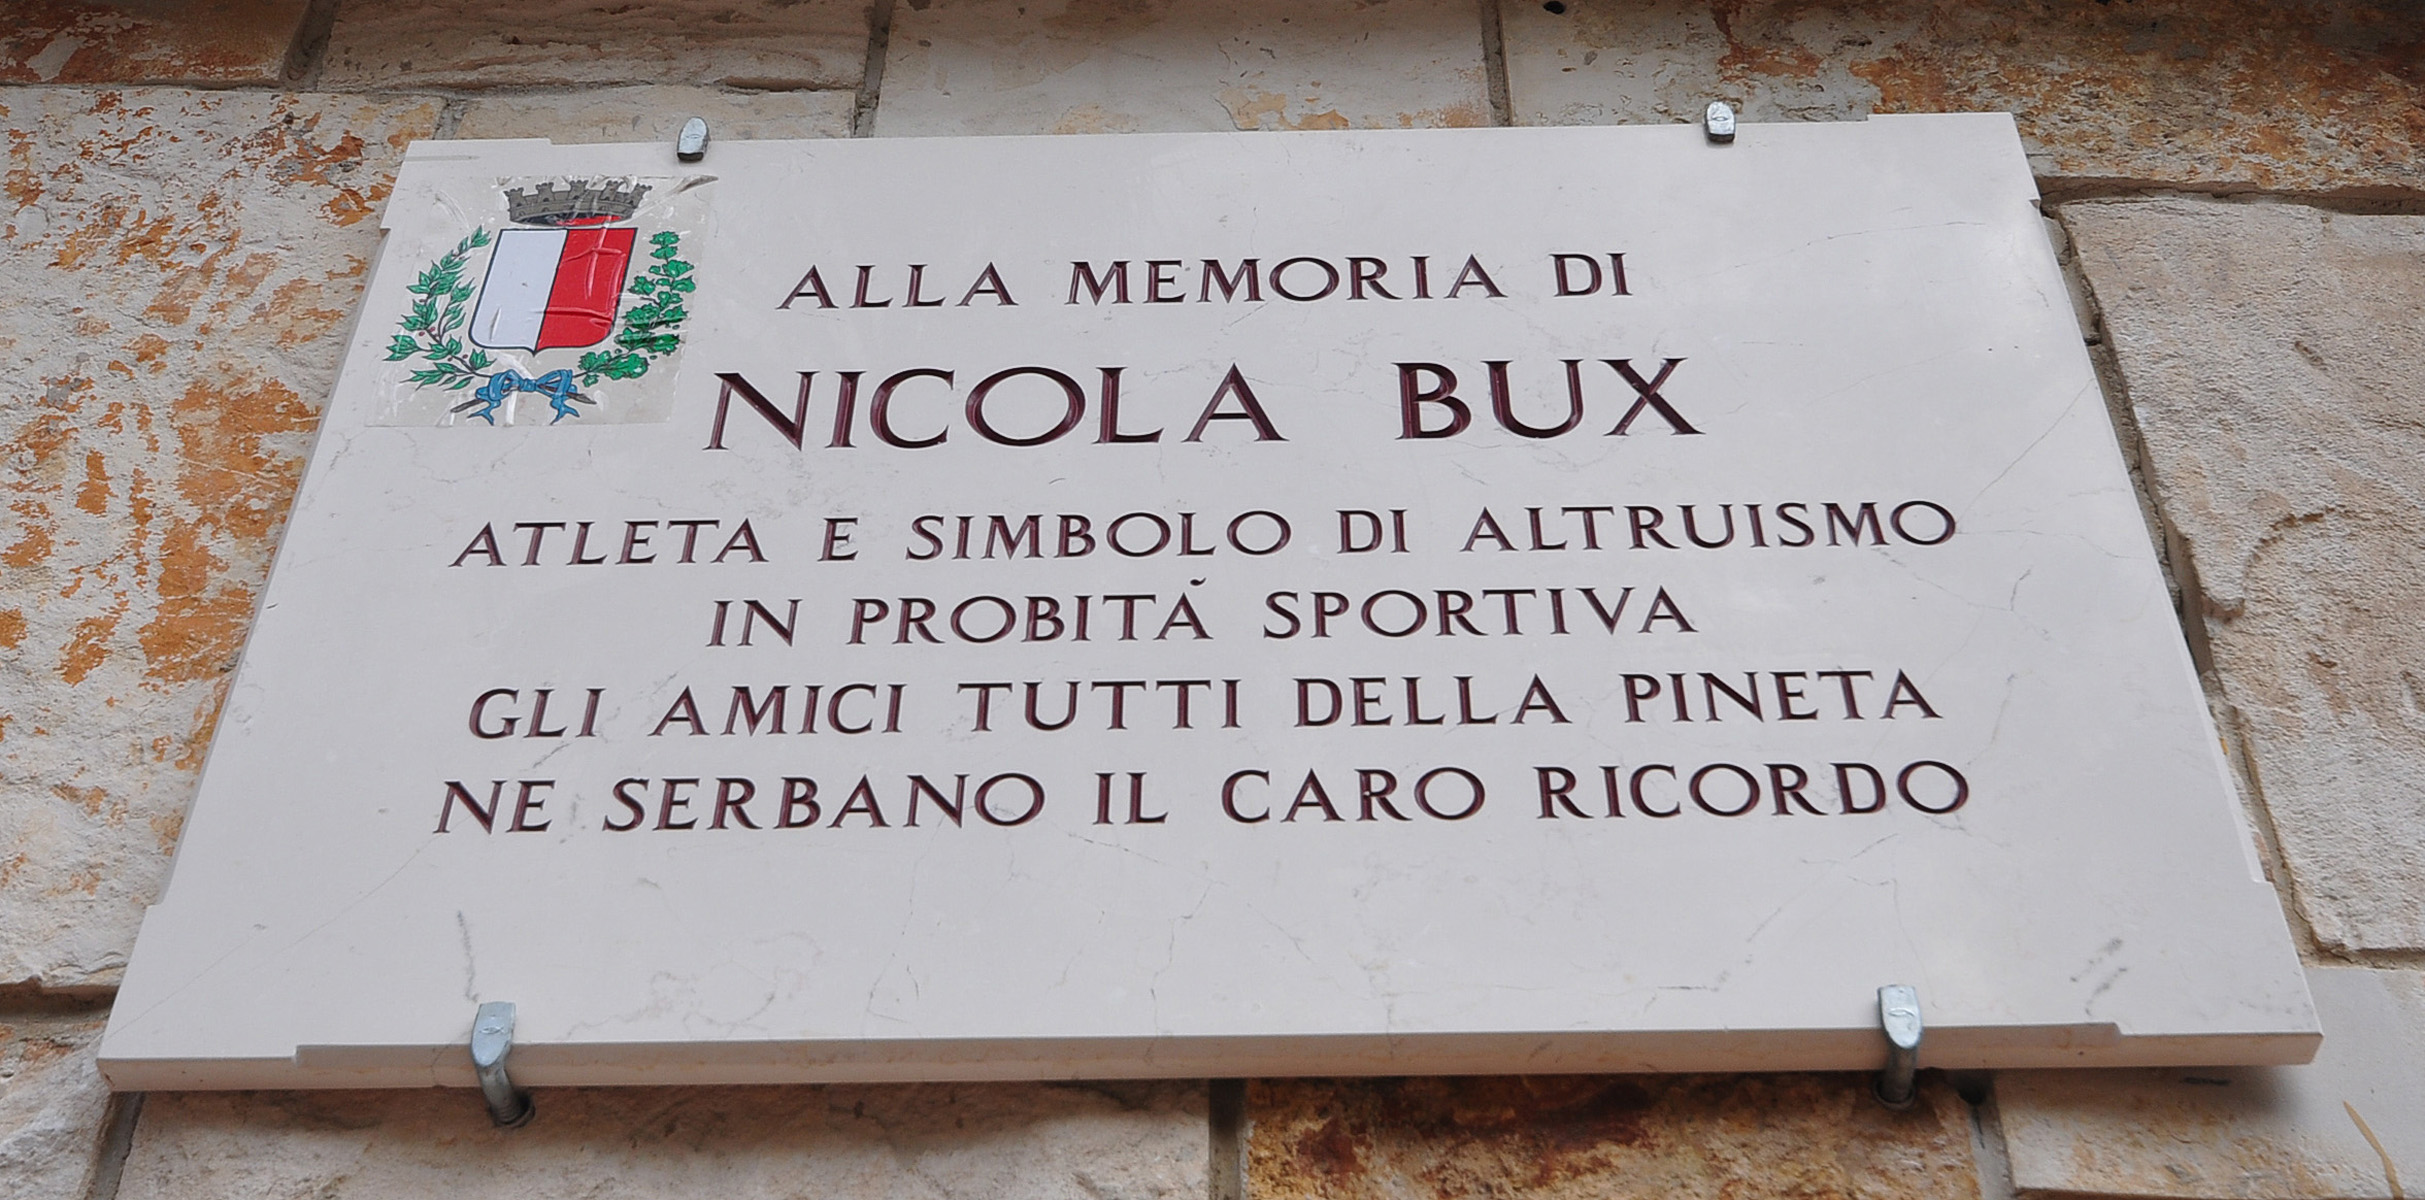 ALLA MEMORIA DI
NICOLA BUX
ATLETA E SIMBOLO DI ALTRUISMO
IN PROBITÀ SPORTIVA
GLI AMICI TUTTI DELLA PINETA
NE SERBANO IL CARO RICORDO